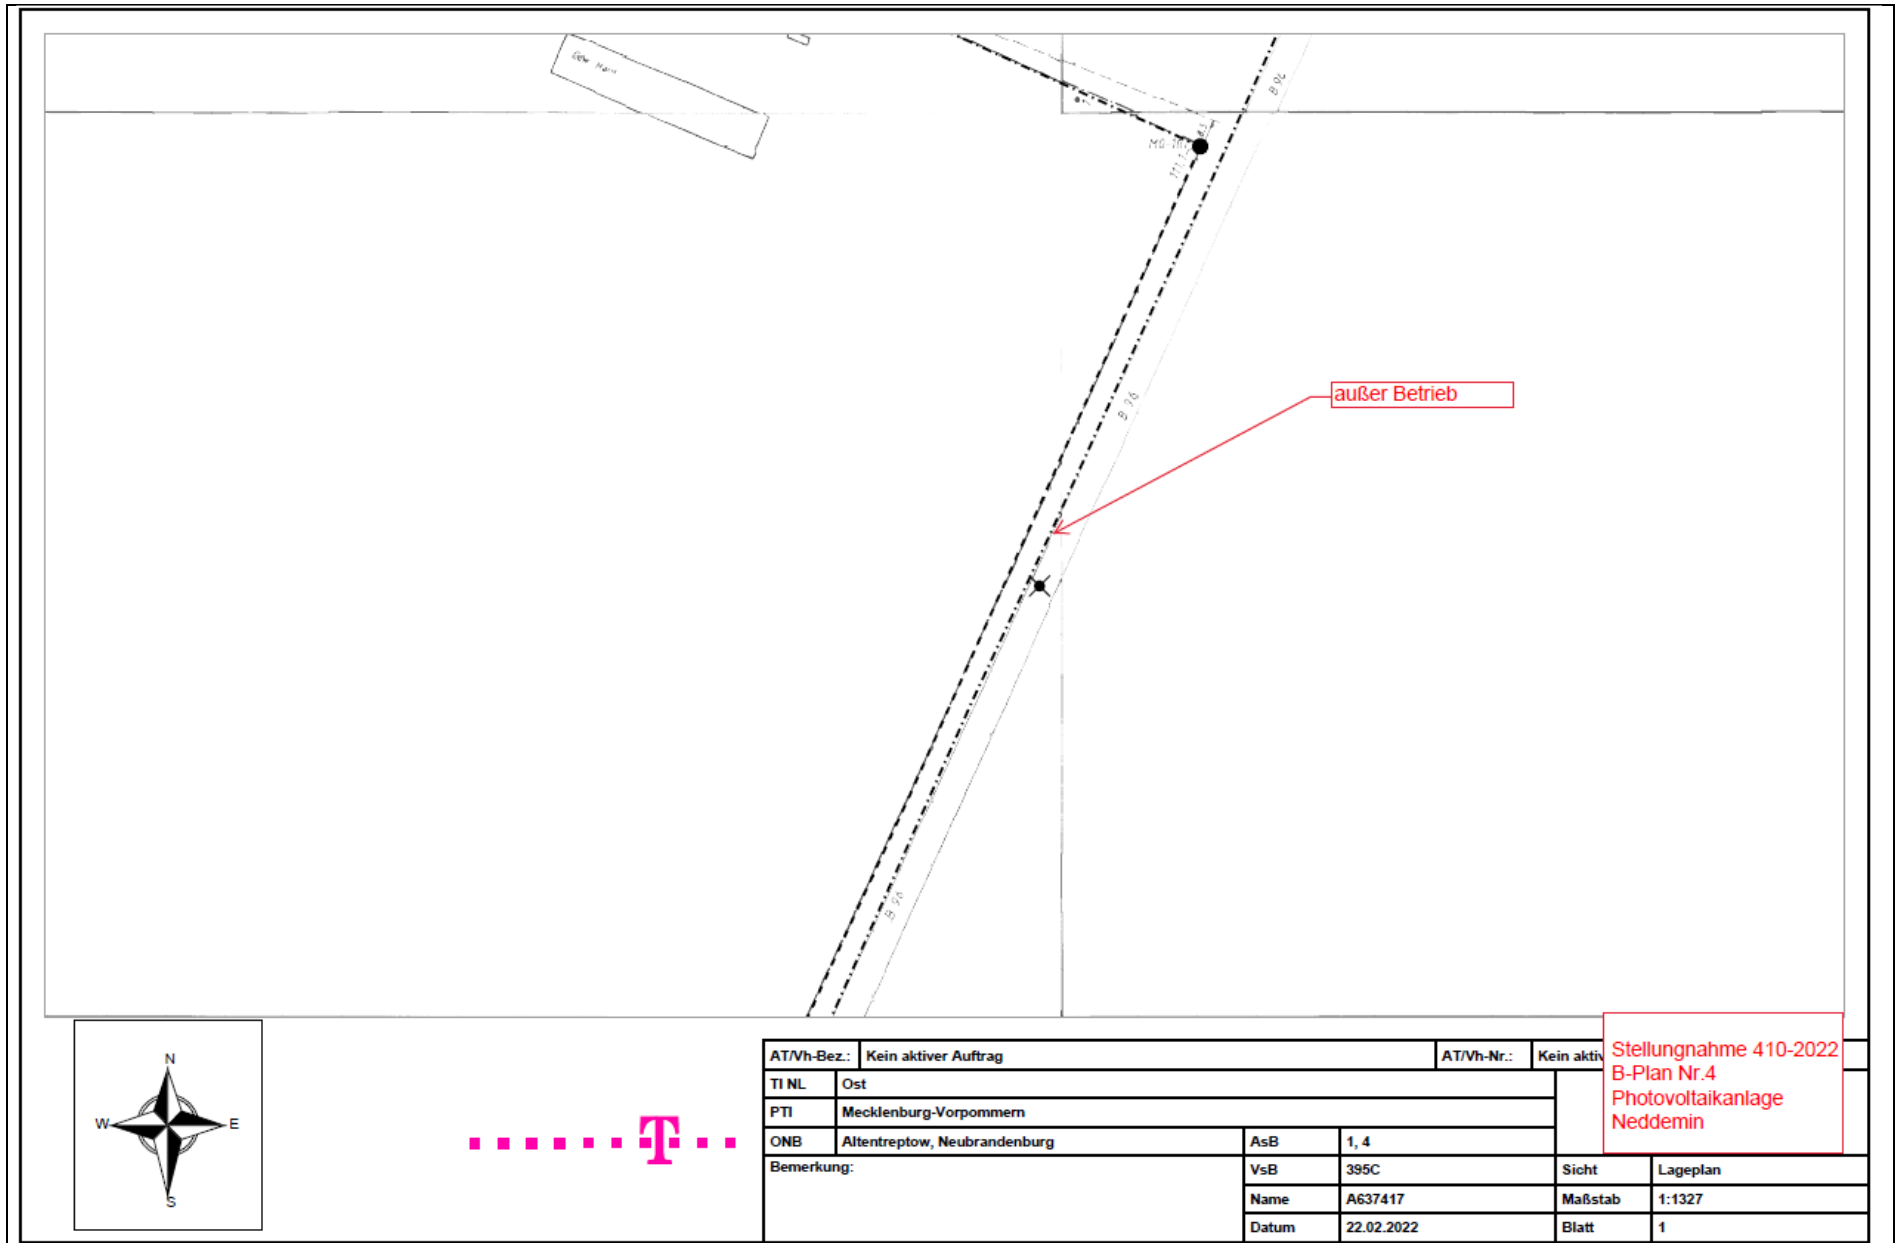 B 96
außer Betrieb
B 96
B 96
N
W
E
S
T
AT/Vh-Bez.: Kein aktiver Auftrag AT/Vh-Nr.: Kein aktiv
TI NL Ost
PTI Mecklenburg-Vorpommern
ONB Altentreptow, Neubrandenburg AsB 1, 4
Bemerkung: VsB 395C Sicht Lageplan
Name A637417 Maßstab 1:1327
Datum 22.02.2022 Blatt 1
Stellungnahme 410-2022
B-Plan Nr.4
Photovoltaikanlage
Neddemin